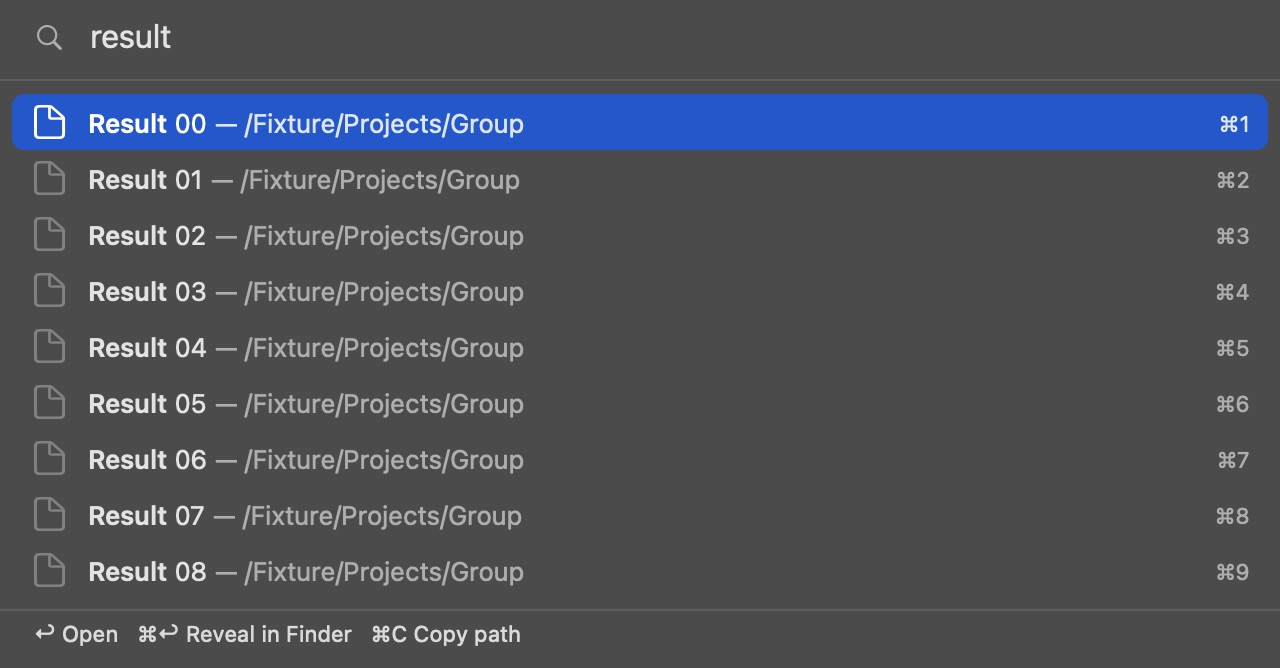 result
Result 00 — /Fixture/Projects/Group ⌘1
Result 01 — /Fixture/Projects/Group ⌘2
Result 02 — /Fixture/Projects/Group ⌘3
Result 03 — /Fixture/Projects/Group ⌘4
Result 04 — /Fixture/Projects/Group ⌘5
Result 05 — /Fixture/Projects/Group ⌘6
Result 06 — /Fixture/Projects/Group ⌘7
Result 07 — /Fixture/Projects/Group ⌘8
Result 08 — /Fixture/Projects/Group ⌘9
↩ Open ⌘↩ Reveal in Finder ⌘C Copy path